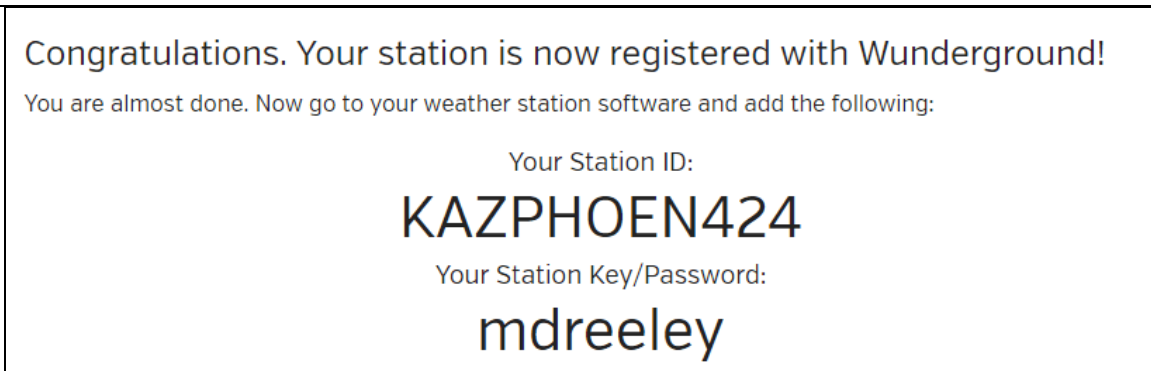 Congratulations. Your station is now registered with Wunderground!
You are almost done. Now go to your weather station software and add the following:
Your Station ID:
KAZPHOEN424
Your Station Key/Password:
mdreeley